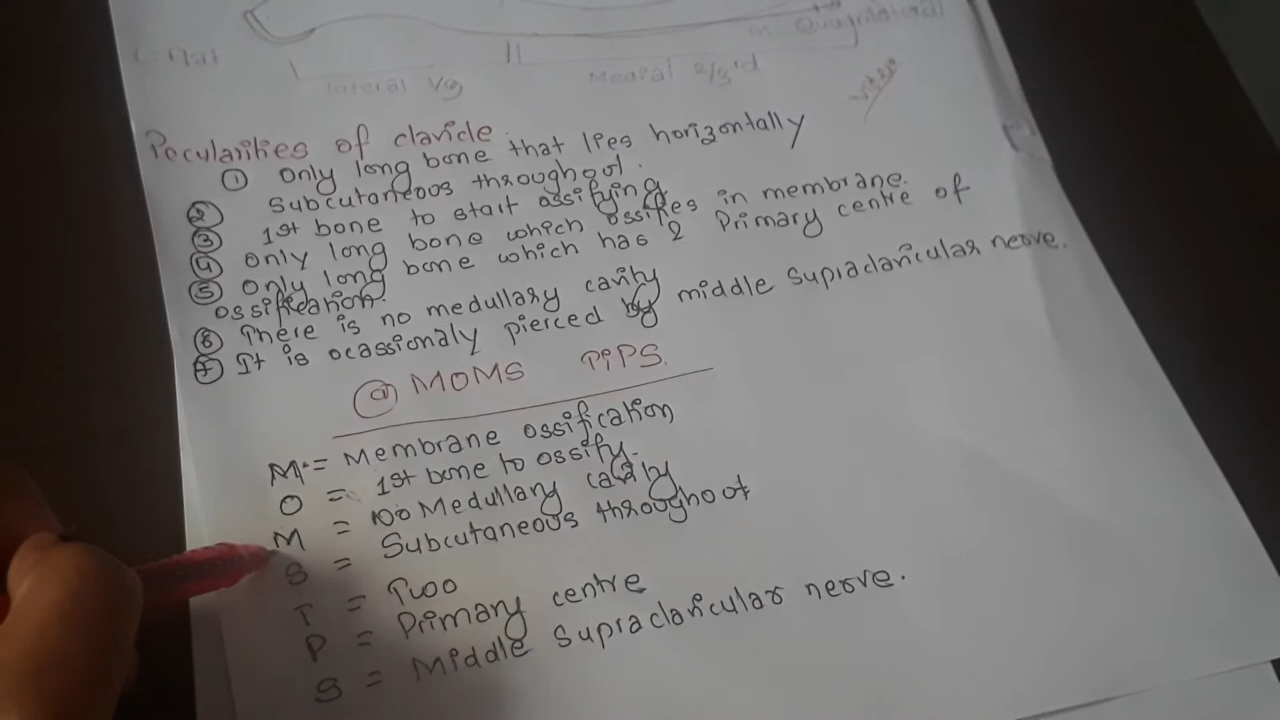 Flat
lateral 1/3
Medial 2/3rd
Quadrilateral
Pecularities of clavicle
① Only long bone that lies horizontally
② Subcutaneous throughout.
③ 1st bone to start ossifying
④ Only long bone which ossifies in membrane.
⑤ Only long bone which has 2 Primary centre of
ossification.
⑥ There is no medullary cavity
⑦ It is ocassionaly pierced by middle Supraclavicular nerve.
@ MOMS TiPS.
M = Membrane ossification
O = 1st bone to ossify.
M = No Medullary cavity
S = Subcutaneous throughout
T = Two
P = Primary centre
S = Middle Supraclavicular nerve.